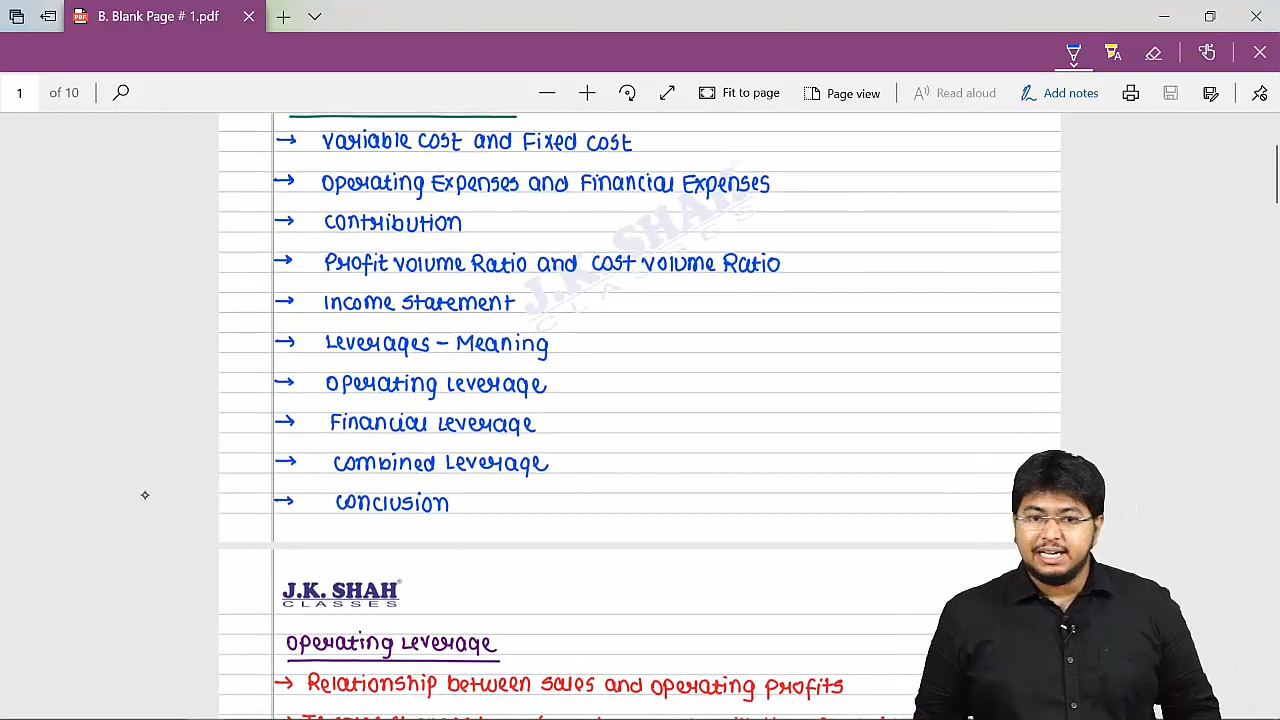 B. Blank Page # 1.pdf
1 of 10 Fit to page Page view Read aloud Add notes
→ Variable cost and Fixed cost
→ Operating Expenses and Financial Expenses
→ Contribution
→ Profit volume Ratio and cost volume Ratio
→ Income statement
→ Leverages - Meaning
→ Operating Leverage
→ Financial Leverage
→ Combined Leverage
→ Conclusion
J.K. SHAH
CLASSES
J.K. SHAH®
CLASSES
Operating Leverage
→ Relationship between sales and operating profits